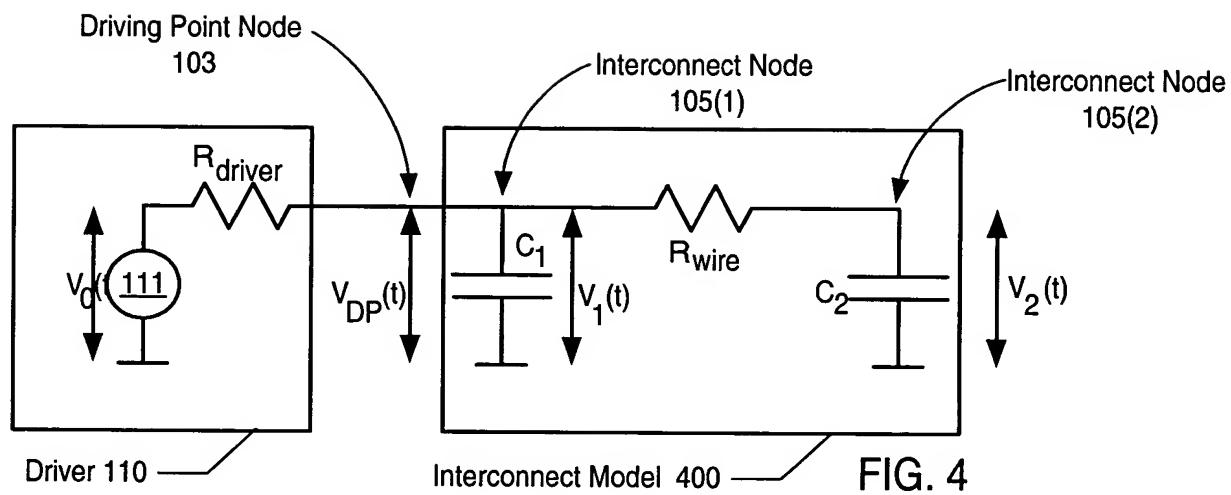 Driving Point Node
103
Interconnect Node
105(1)
Interconnect Node
105(2)
R_driver
V_0(t
111
V_DP(t)
C_1
V_1(t)
R_wire
C_2
V_2(t)
Driver 110
Interconnect Model 400
FIG. 4